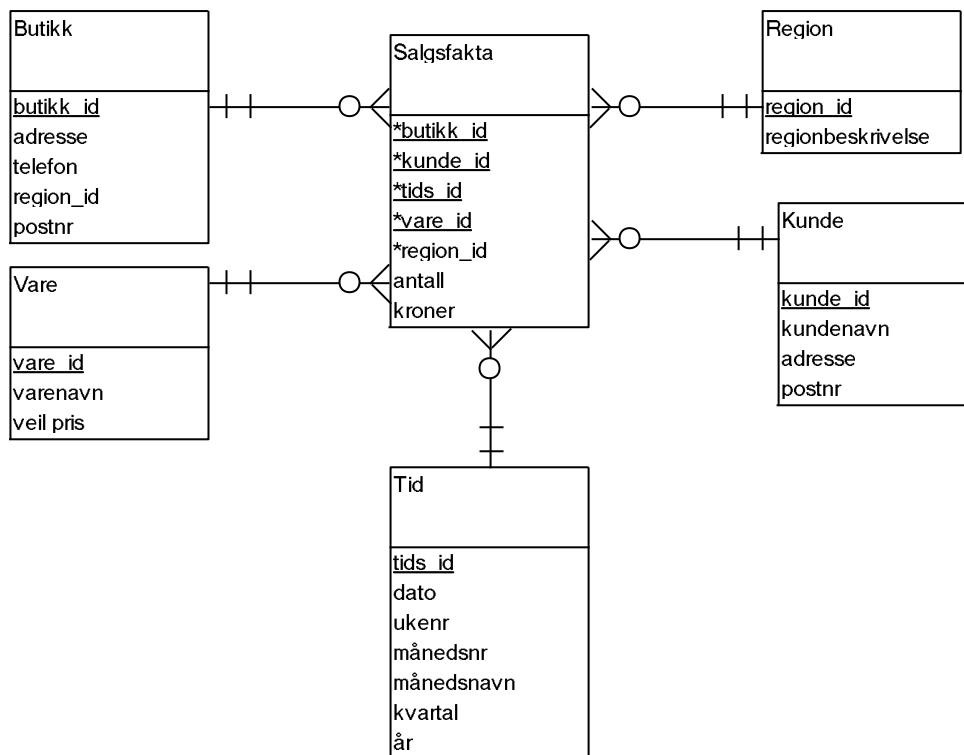 Butikk
butikk_id
adresse
telefon
region_id
postnr
Vare
vare_id
varenavn
veil pris
Salgsfakta
*butikk_id
*kunde_id
*tids_id
*vare_id
*region_id
antall
kroner
Region
region_id
regionbeskrivelse
Kunde
kunde_id
kundenavn
adresse
postnr
Tid
tids_id
dato
ukenr
månedsnr
månedsnavn
kvartal
år